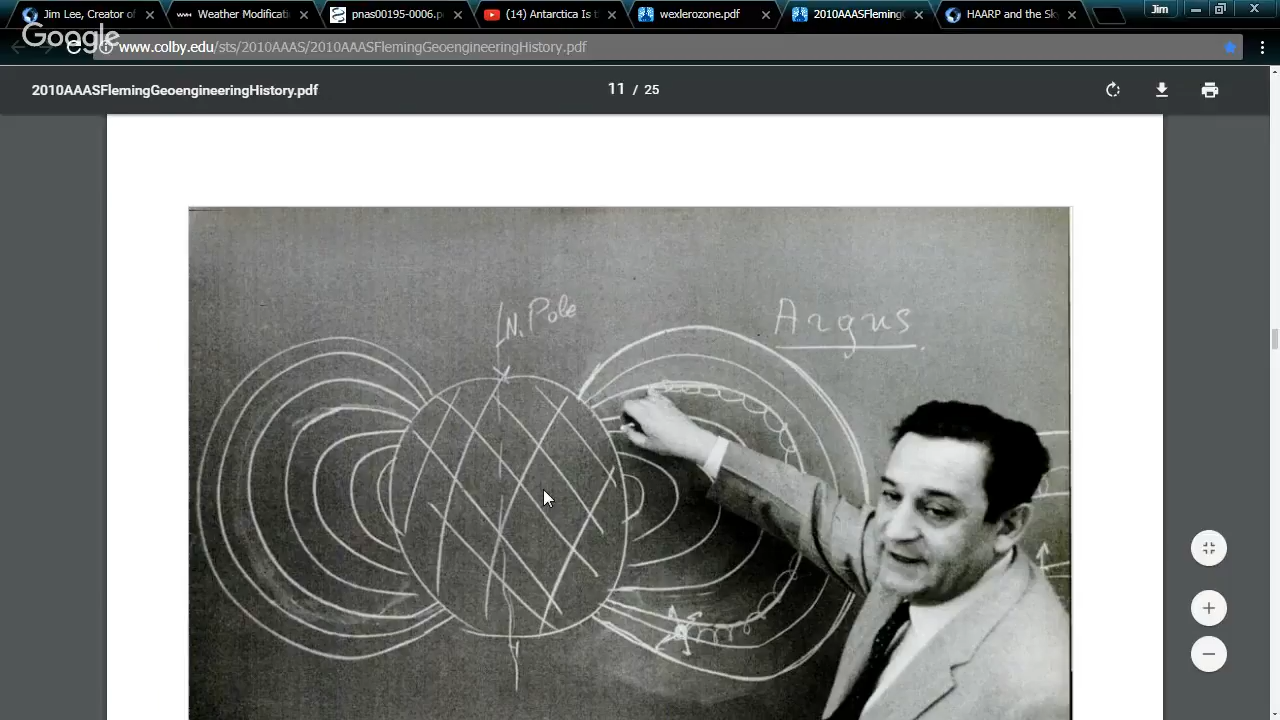 Jim Lee, Creator of
Weather Modificati
pnas00195-0006.p
(14) Antarctica Is t
wexlerozone.pdf
2010AAASFleming
HAARP and the Sk
Jim
Google
www.colby.edu/sts/2010AAAS/2010AAASFlemingGeoengineeringHistory.pdf
2010AAASFlemingGeoengineeringHistory.pdf
11 / 25
N. Pole
Argus